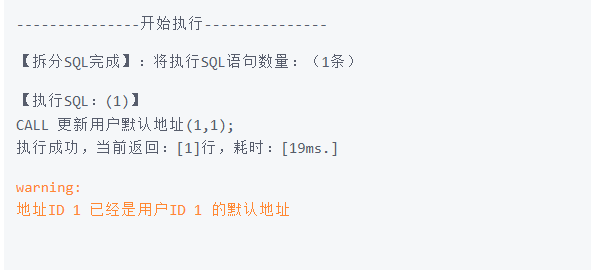 ---------------开始执行---------------
【拆分SQL完成】：将执行SQL语句数量：（1条）
【执行SQL：(1)】
CALL 更新用户默认地址(1,1);
执行成功，当前返回：[1]行，耗时：[19ms.]
warning:
地址ID 1 已经是用户ID 1 的默认地址